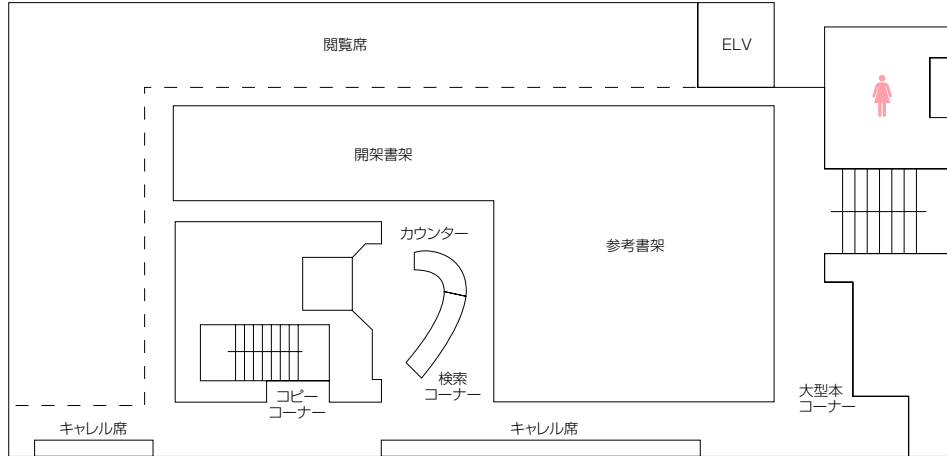 閲覧席
ELV
開架書架
カウンター
参考書架
検索
コーナー
コピー
コーナー
大型本
コーナー
キャレル席
キャレル席